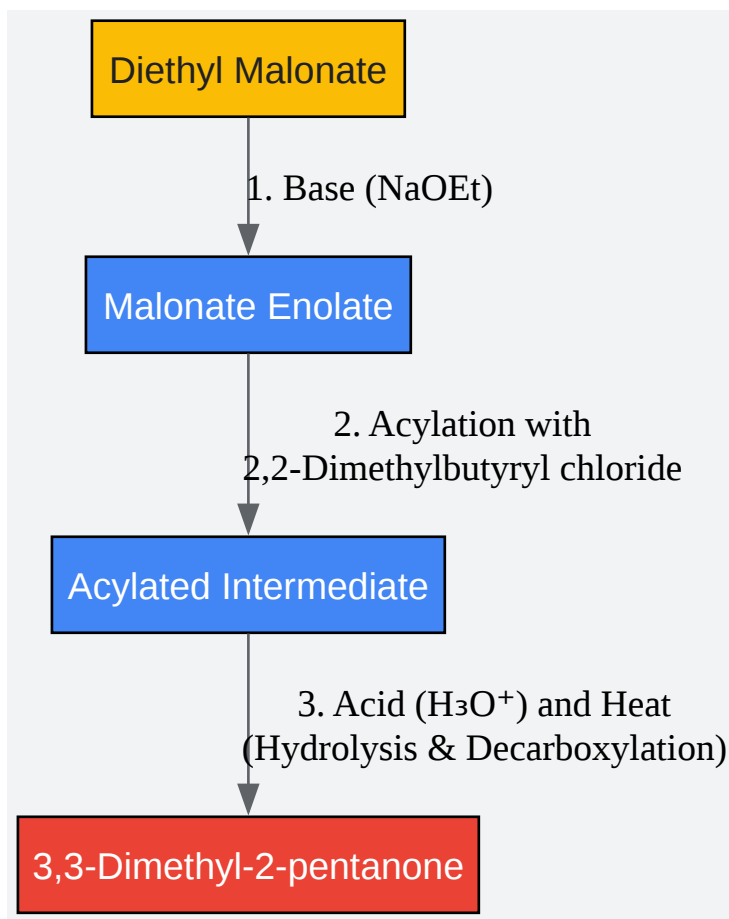 Diethyl Malonate
1. Base (NaOEt)
Malonate Enolate
2. Acylation with
2,2-Dimethylbutyryl chloride
Acylated Intermediate
3. Acid (H₃O⁺) and Heat
(Hydrolysis & Decarboxylation)
3,3-Dimethyl-2-pentanone